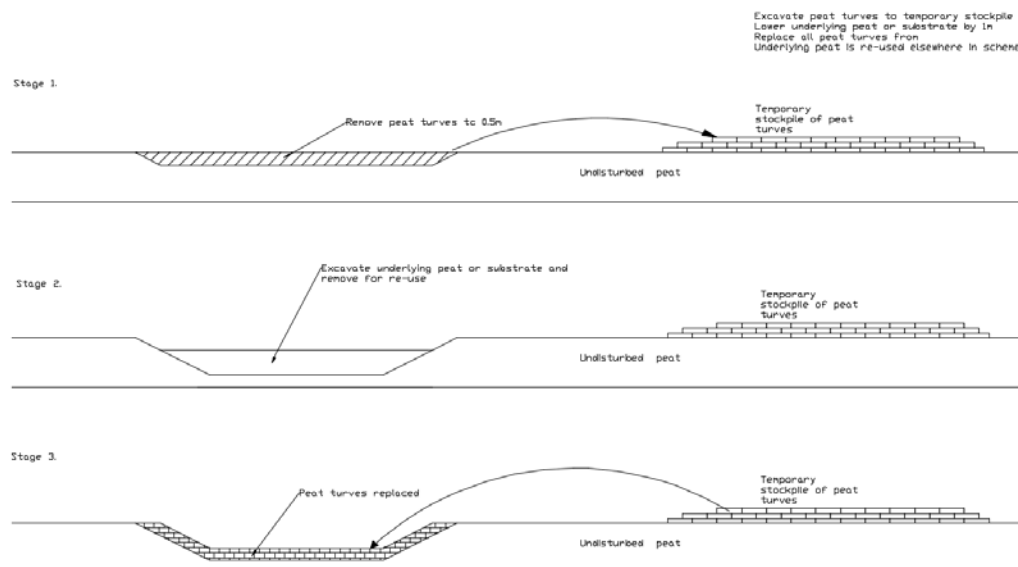 Excavate peat turves to temporary stockpile
Lower underlying peat or substrate by 1m
Replace all peat turves from
Underlying peat is re-used elsewhere in scheme
Stage 1.
Remove peat turves to 0.5m
Temporary
stockpile of peat
turves
Undisturbed peat
Excavate underlying peat or substrate and
remove for re-use
Stage 2.
Temporary
stockpile of peat
turves
Undisturbed peat
Stage 3.
Peat turves replaced
Temporary
stockpile of peat
turves
Undisturbed peat